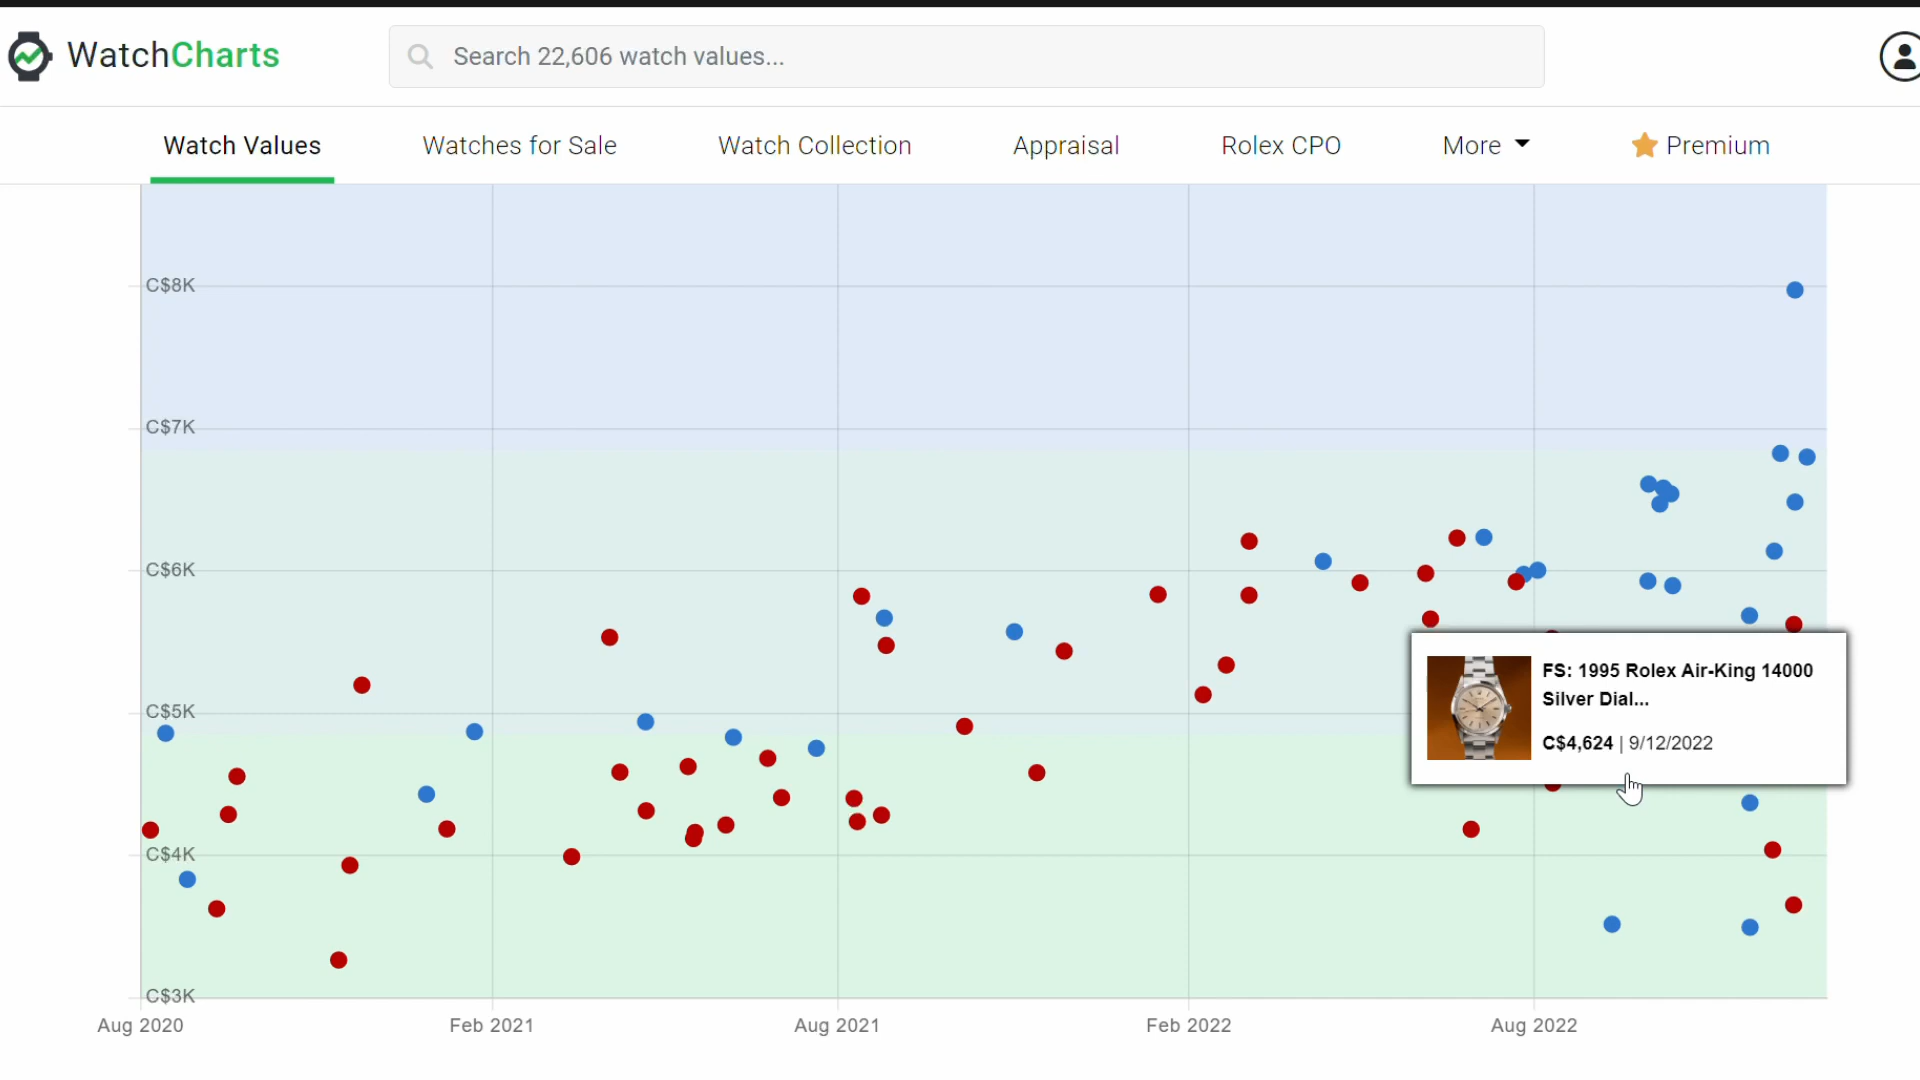 WatchCharts
Search 22,606 watch values...
Watch Values
Watches for Sale
Watch Collection
Appraisal
Rolex CPO
More
Premium
C$8K
C$7K
C$6K
C$5K
C$4K
C$3K
FS: 1995 Rolex Air-King 14000
Silver Dial...
C$4,624 | 9/12/2022
Aug 2020
Feb 2021
Aug 2021
Feb 2022
Aug 2022